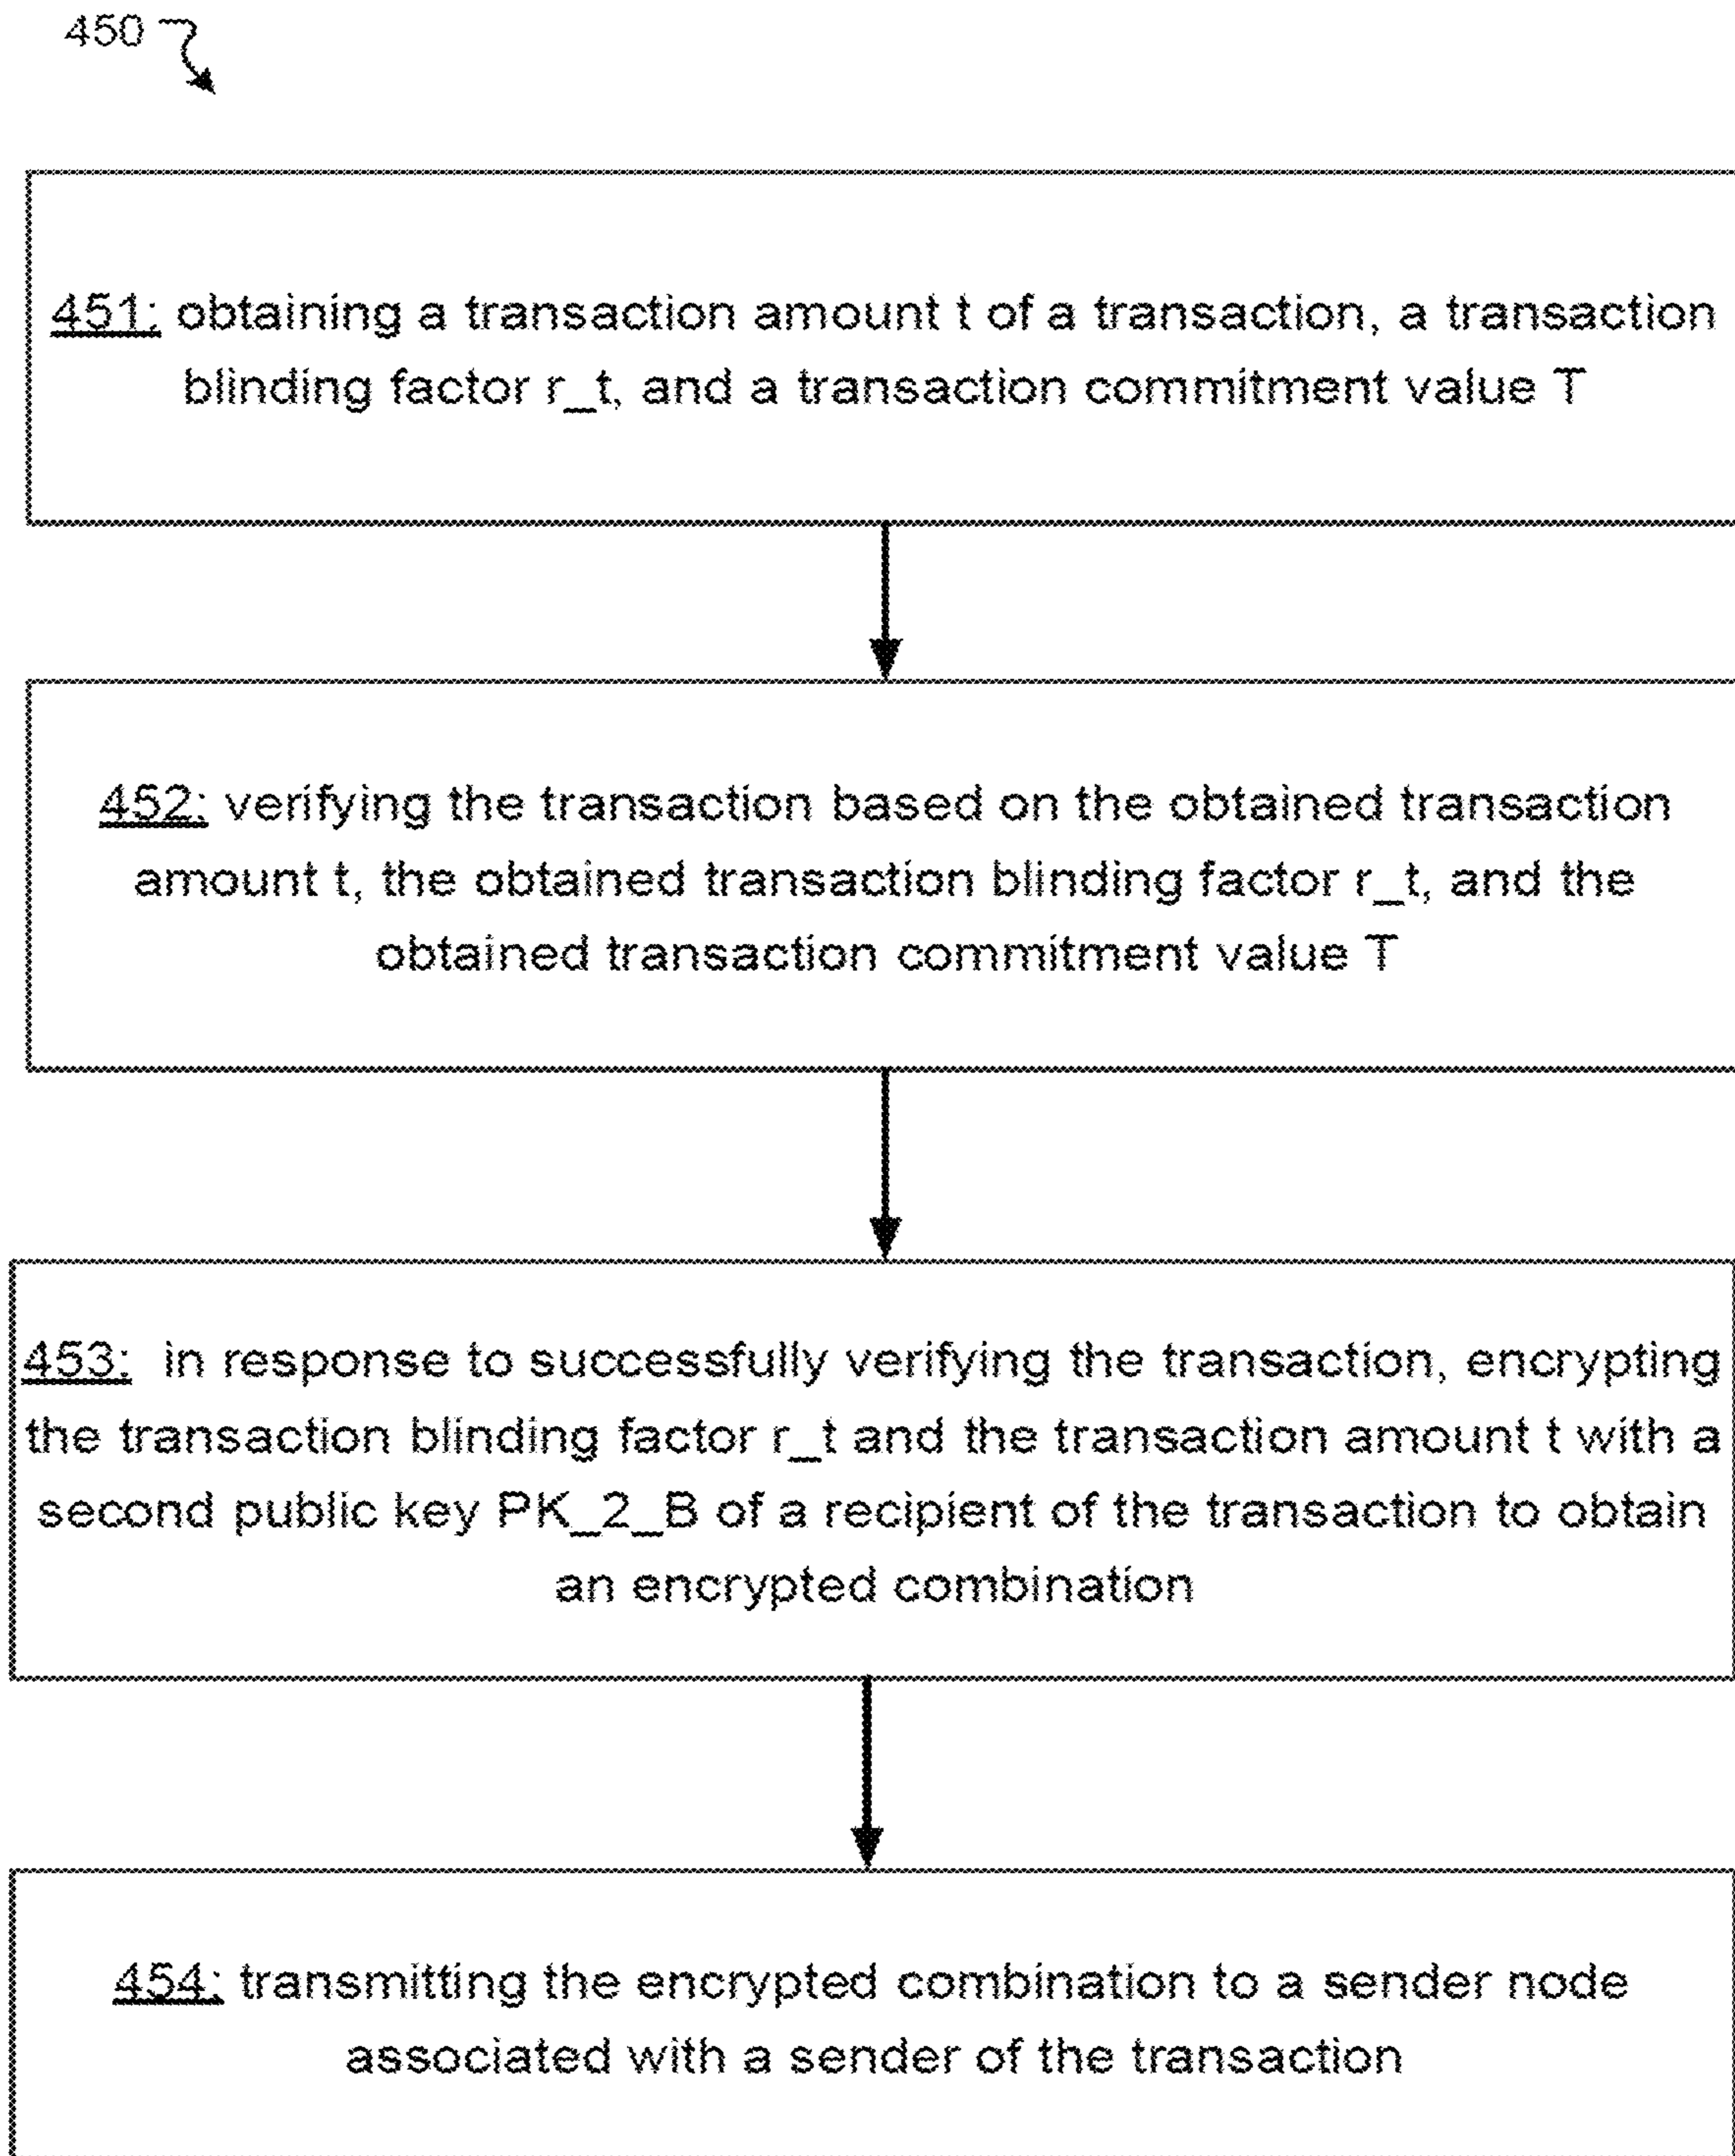 450
451: obtaining a transaction amount t of a transaction, a transaction
blinding factor r_t, and a transaction commitment value T
452: verifying the transaction based on the obtained transaction
amount t, the obtained transaction blinding factor r_t, and the
obtained transaction commitment value T
453: in response to successfully verifying the transaction, encrypting
the transaction blinding factor r_t and the transaction amount t with a
second public key PK_2_B of a recipient of the transaction to obtain
an encrypted combination
454: transmitting the encrypted combination to a sender node
associated with a sender of the transaction